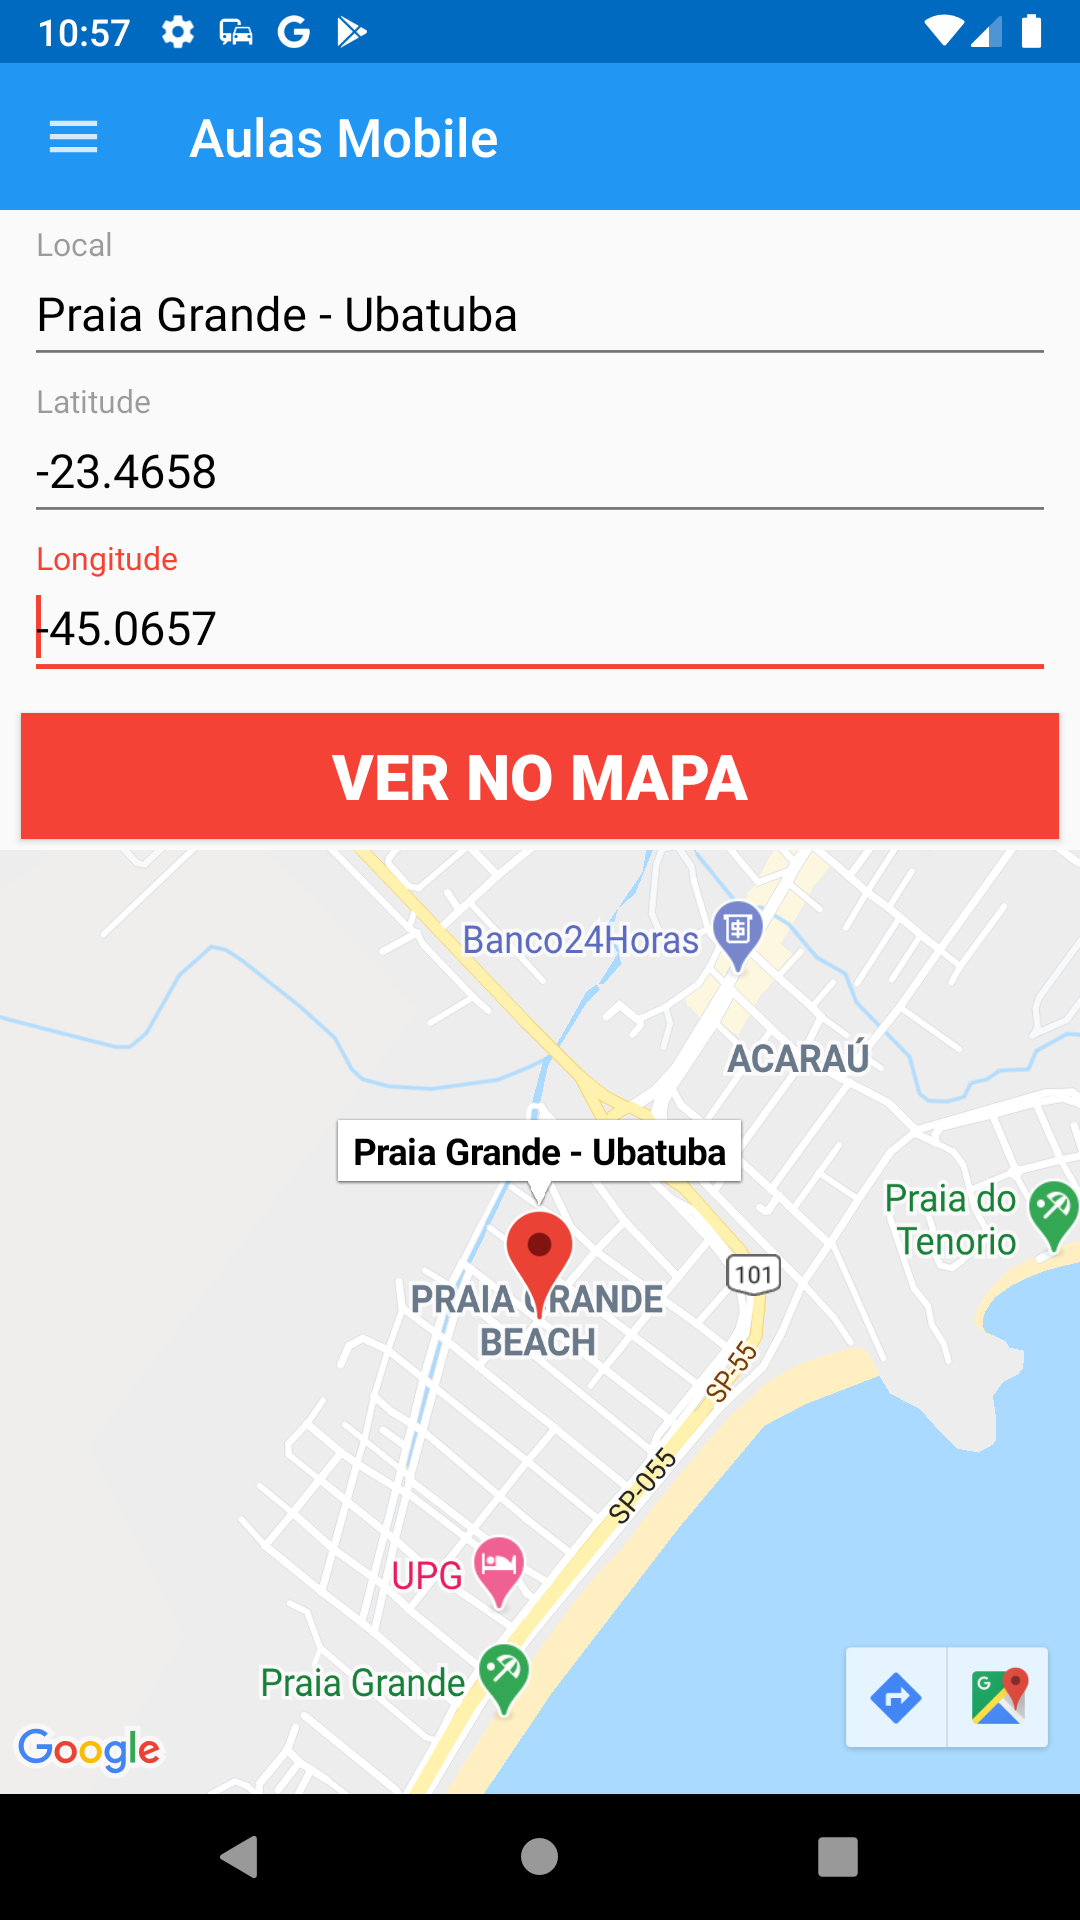 10:57
Aulas Mobile
Local
Praia Grande - Ubatuba
Latitude
-23.4658
Longitude
-45.0657
VER NO MAPA
Banco24Horas
ACARAÚ
Praia Grande - Ubatuba
Praia do
Tenorio
101
PRAIA GRANDE
BEACH
SP-55
SP-055
UPG
Praia Grande
Google